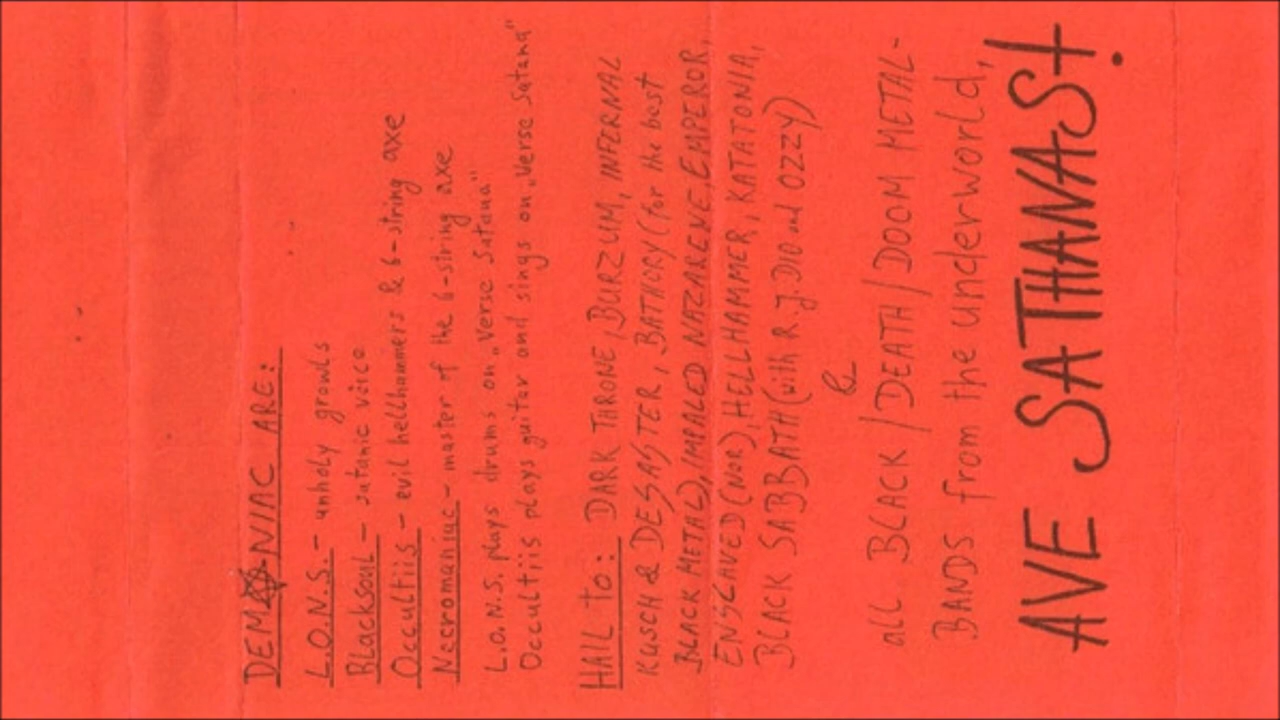 DEMONIAC ARE:
L.O.N.S. - unholy growls
Blacksoul - satanic voice
Occultiis - evil hellhammers & 6-string axe
Necromaniac - master of the 6-string axe
L.O.N.S. plays drums on „Verse Satana"
Occultiis plays guitar and sings on „Verse Satana"
HAIL to: DARK THRONE, BURZUM, INFERNAL
KUSCH & DESASTER, BATHORY (for the best
BLACK METAL), IMPALED NAZARENE, EMPEROR,
ENSLAVED (NOR), HELLHAMMER, KATATONIA,
BLACK SABBATH (with R.J. DIO and OZZY)
&
all BLACK / DEATH / DOOM METAL-
BANDS from the underworld,
AVE SATHANAS!